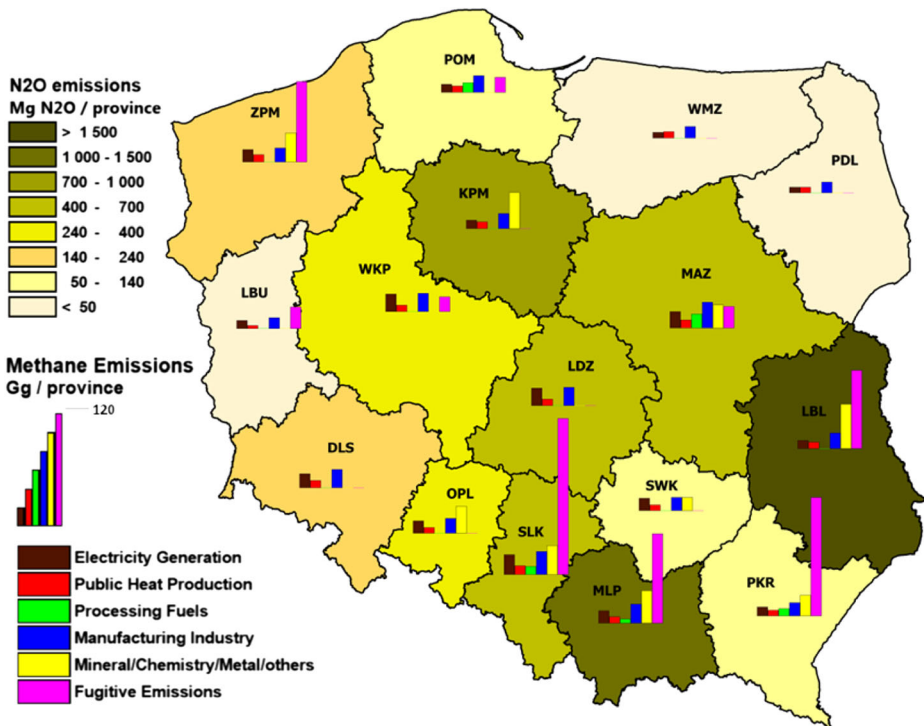 N2O emissions
Mg N2O / province
> 1 500
1 000 - 1 500
700 - 1 000
400 - 700
240 - 400
140 - 240
50 - 140
< 50
Methane Emissions
Gg / province
120
Electricity Generation
Public Heat Production
Processing Fuels
Manufacturing Industry
Mineral/Chemistry/Metal/others
Fugitive Emissions
POM
ZPM
WMZ
PDL
KPM
WKP
MAZ
LBU
LDZ
LBL
DLS
SWK
OPL
SLK
MLP
PKR